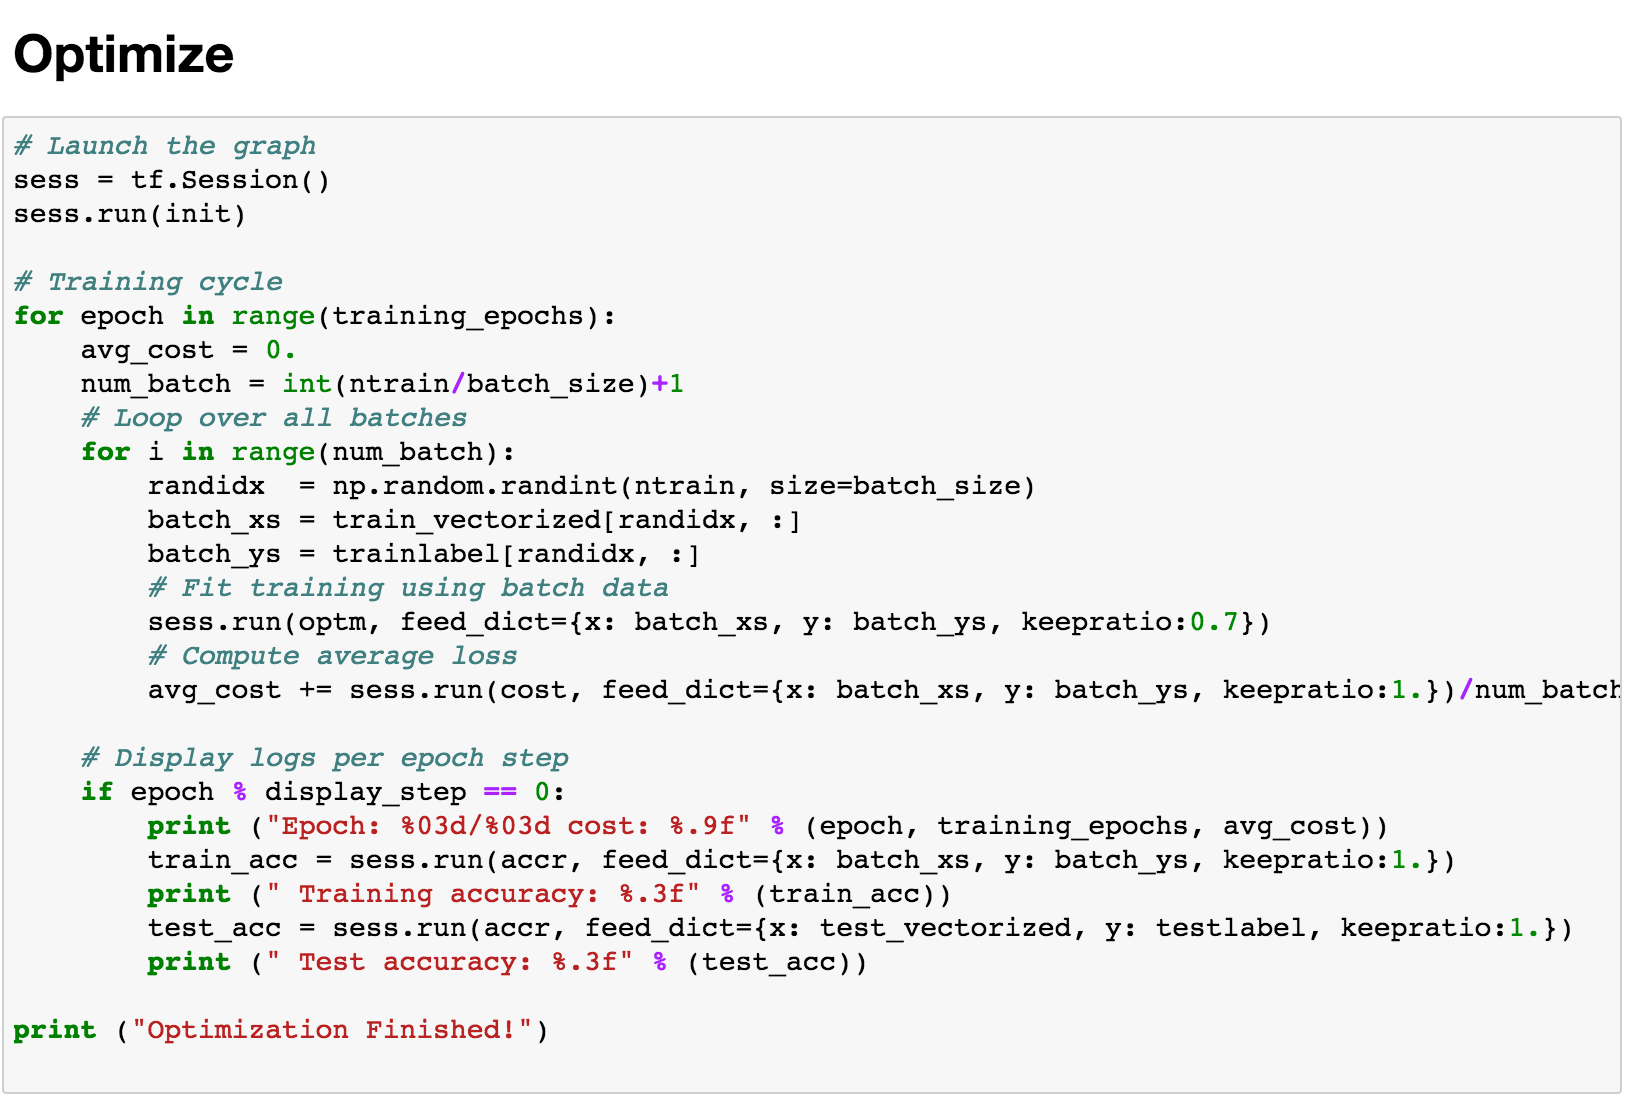 Optimize
# Launch the graph
sess = tf.Session()
sess.run(init)
# Training cycle
for epoch in range(training_epochs):
    avg_cost = 0.
    num_batch = int(ntrain/batch_size)+1
    # Loop over all batches
    for i in range(num_batch):
        randidx  = np.random.randint(ntrain, size=batch_size)
        batch_xs = train_vectorized[randidx, :]
        batch_ys = trainlabel[randidx, :]
        # Fit training using batch data
        sess.run(optm, feed_dict={x: batch_xs, y: batch_ys, keepratio:0.7})
        # Compute average loss
        avg_cost += sess.run(cost, feed_dict={x: batch_xs, y: batch_ys, keepratio:1.})/num_batch
    # Display logs per epoch step
    if epoch % display_step == 0:
        print ("Epoch: %03d/%03d cost: %.9f" % (epoch, training_epochs, avg_cost))
        train_acc = sess.run(accr, feed_dict={x: batch_xs, y: batch_ys, keepratio:1.})
        print (" Training accuracy: %.3f" % (train_acc))
        test_acc = sess.run(accr, feed_dict={x: test_vectorized, y: testlabel, keepratio:1.})
        print (" Test accuracy: %.3f" % (test_acc))
print ("Optimization Finished!")